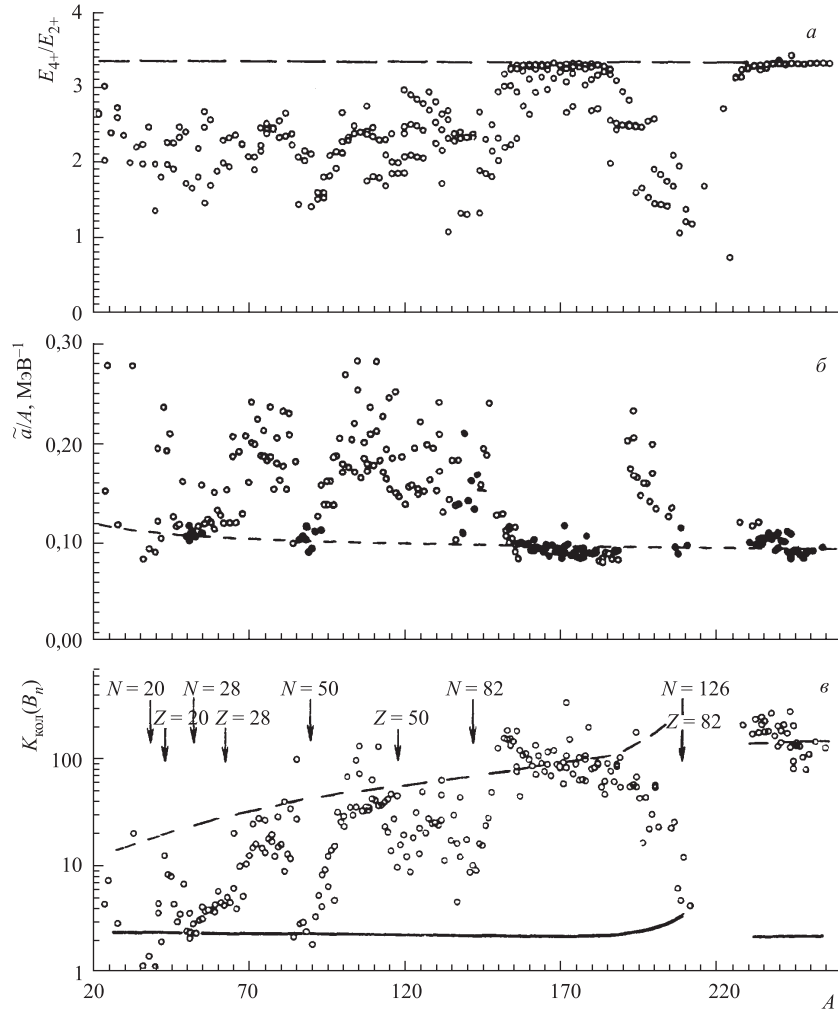 4
а
E4+/E2+
3
2
1
0
0,30
б
ã/A, МэВ–1
0,20
0,10
0,00
в
Kкол(Bn)
N = 20 N = 28 N = 50 N = 82 N = 126
Z = 20 Z = 28 Z = 50 Z = 82
100
10
1
20 70 120 170 220 A